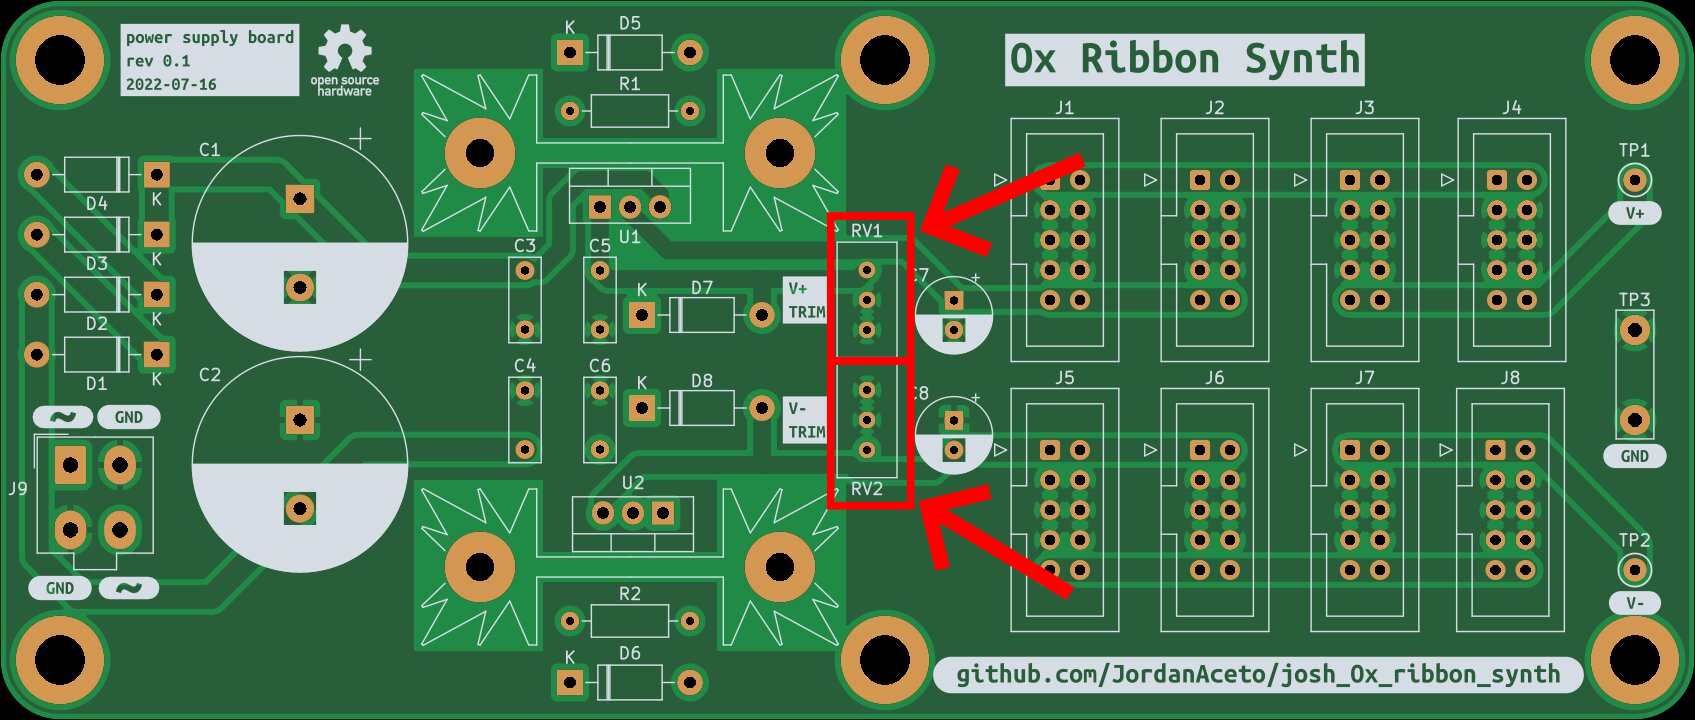 power supply board
rev 0.1
2022-07-16
open source
hardware
K
D5
R1
Ox Ribbon Synth
J1
J2
J3
J4
C1
D4
K
D3
K
D2
K
D1
K
U1
C3
C5
K
D7
V+
TRIM
RV1
C7
TP1
V+
TP3
GND
C2
C4
C6
K
D8
V-
TRIM
RV2
C8
J5
J6
J7
J8
~
GND
J9
GND
~
U2
R2
K
D6
TP2
V-
github.com/JordanAceto/josh_Ox_ribbon_synth